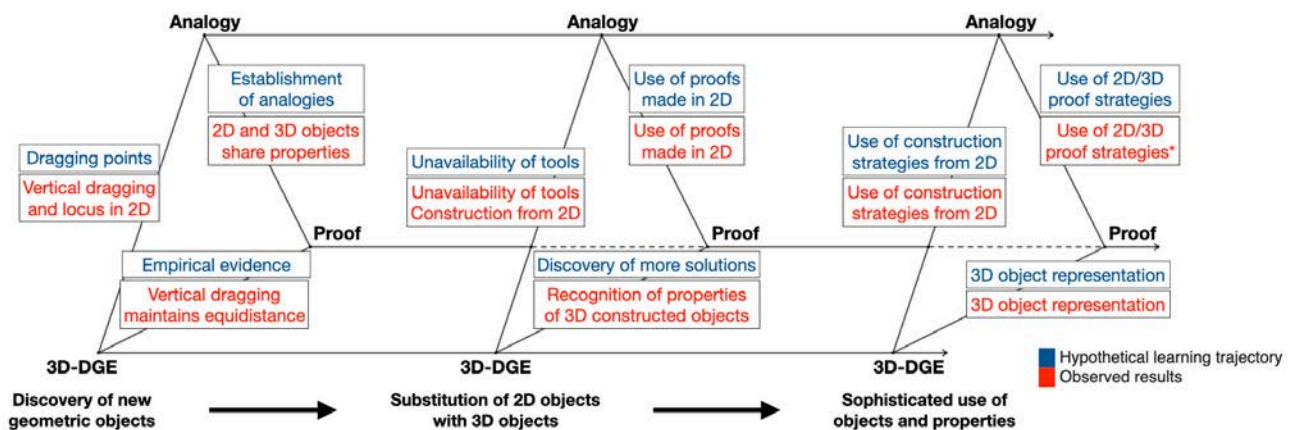 Analogy
Analogy
Analogy
Establishment
of analogies
2D and 3D objects
share properties
Use of proofs
made in 2D
Use of proofs
made in 2D
Use of 2D/3D
proof strategies
Use of 2D/3D
proof strategies*
Dragging points
Vertical dragging
and locus in 2D
Unavailability of tools
Unavailability of tools
Construction from 2D
Use of construction
strategies from 2D
Use of construction
strategies from 2D
Proof
Proof
Proof
Empirical evidence
Vertical dragging
maintains equidistance
Discovery of more solutions
Recognition of properties
of 3D constructed objects
3D object representation
3D object representation
3D-DGE
3D-DGE
3D-DGE
Hypothetical learning trajectory
Observed results
Discovery of new
geometric objects
Substitution of 2D objects
with 3D objects
Sophisticated use of
objects and properties